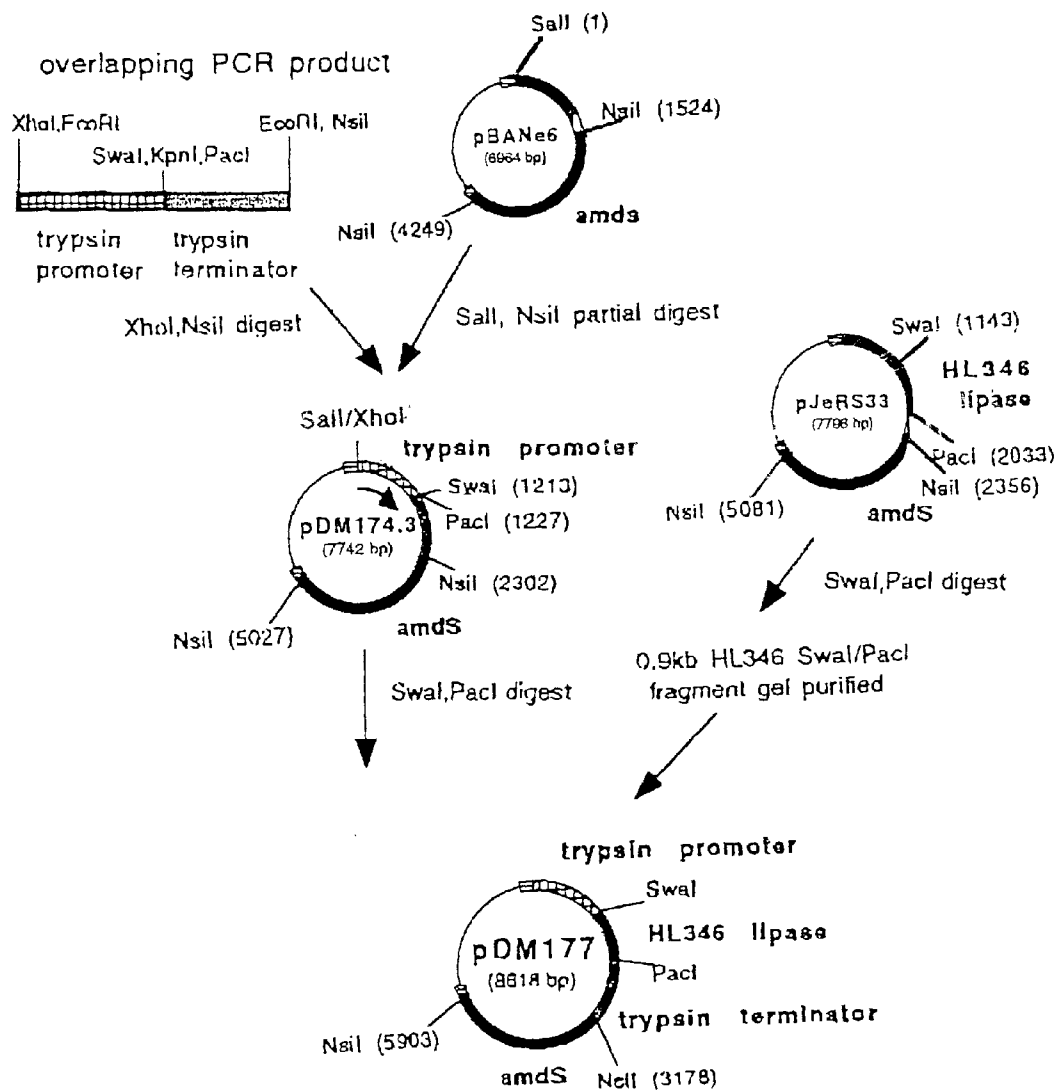 SalI (1)
overlapping PCR product
XhoI,EcoRI
EcoRI, NsiI
SwaI,KpnI,PacI
trypsin promoter
trypsin terminator
pBANe6
(6964 bp)
NsiI (1524)
NsiI (4249)
amdS
XhoI,NsiI digest
SalI, NsiI partial digest
SwaI (1143)
HL346 lipase
pJeRS33
(7796 bp)
PacI (2033)
NsiI (2356)
NsiI (5081)
amdS
SalI/XhoI
trypsin promoter
SwaI (1213)
PacI (1227)
pDM174.3
(7742 bp)
NsiI (2302)
NsiI (5027)
amdS
SwaI,PacI digest
SwaI,PacI digest
0.9kb HL346 SwaI/PacI
fragment gel purified
trypsin promoter
SwaI
HL346 lipase
pDM177
(8618 bp)
PacI
trypsin terminator
NsiI (5903)
amdS
NsiI (3178)